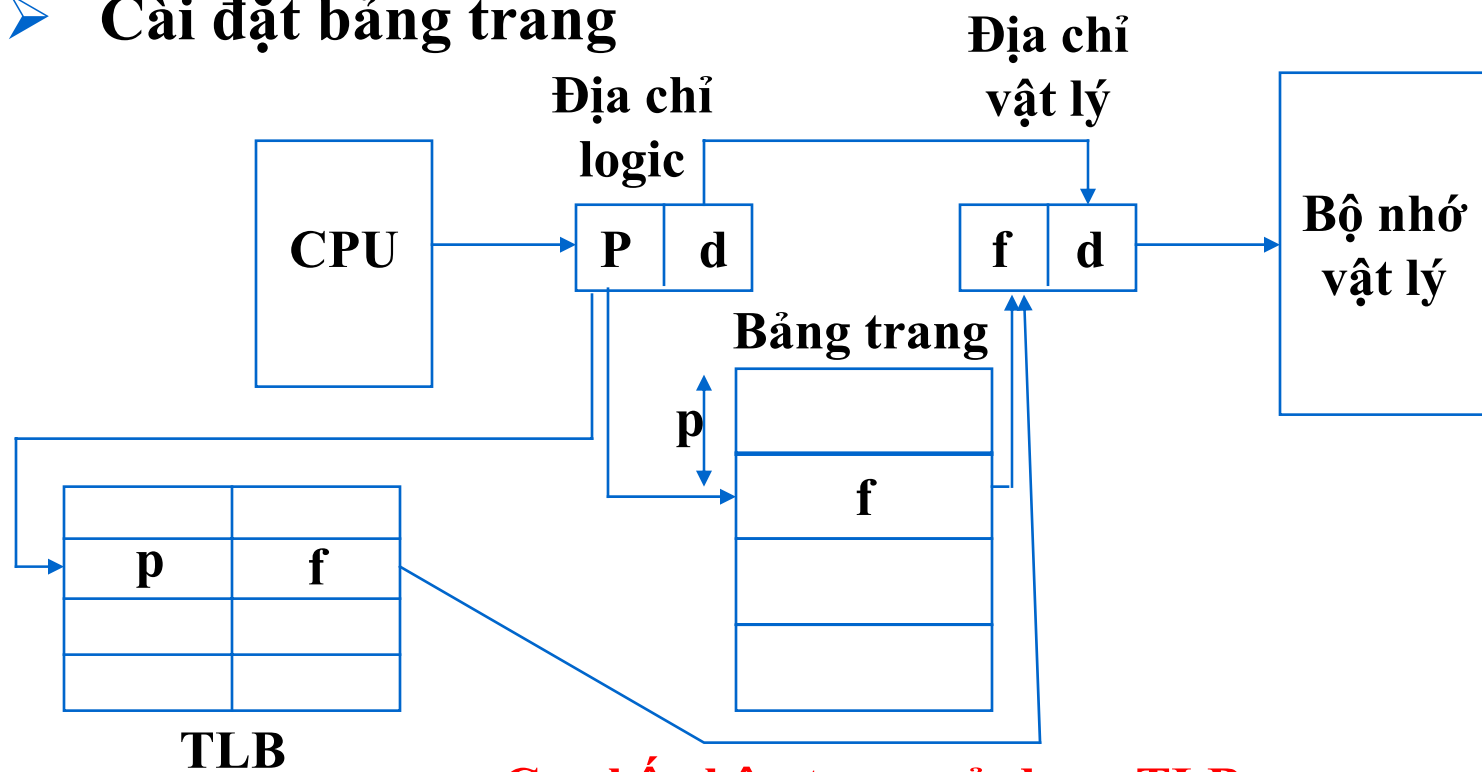 Cài đặt bảng trang
Địa chỉ
logic
Địa chỉ
vật lý
CPU
P d
f d
Bộ nhớ
vật lý
Bảng trang
p
f
p f
TLB